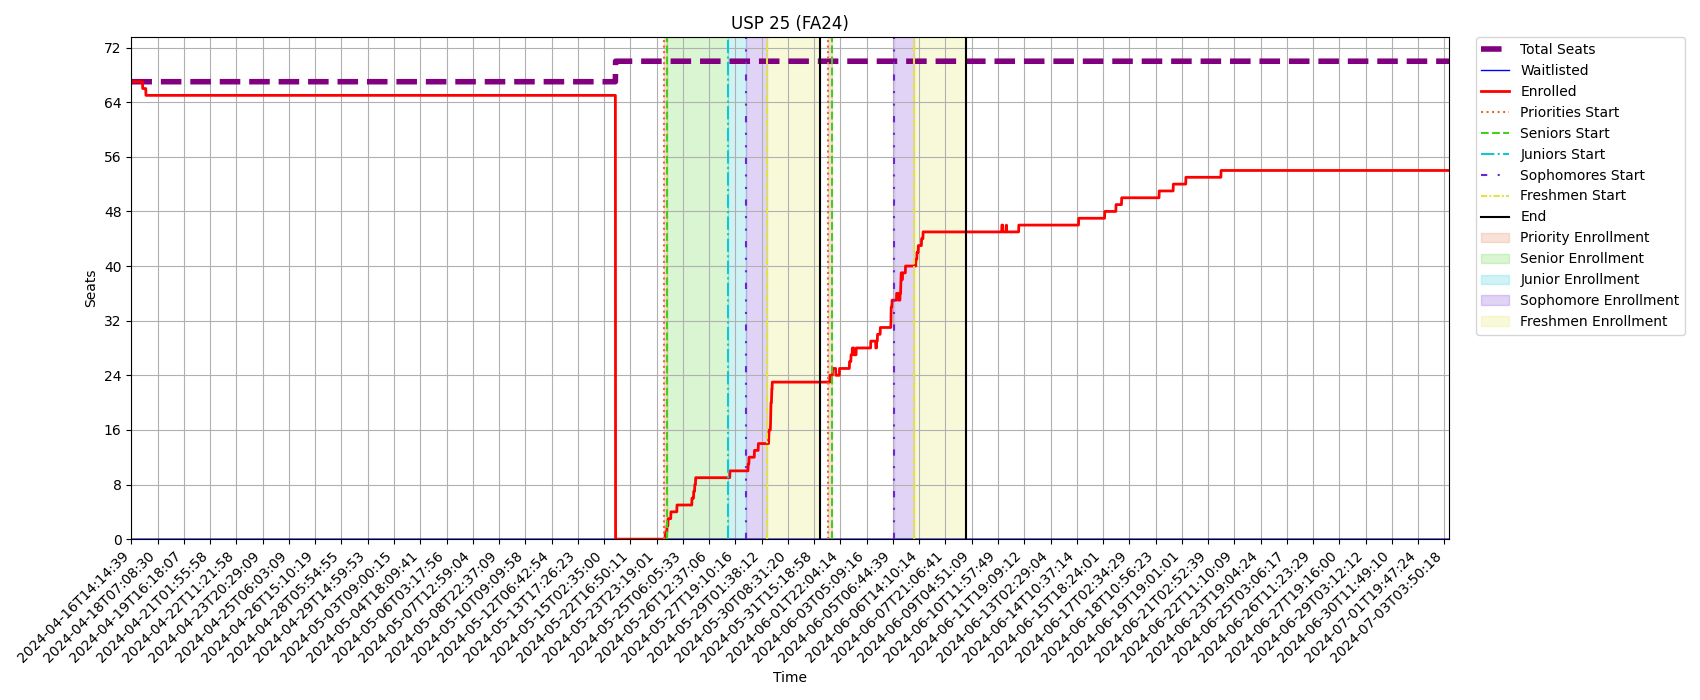 USP 25 (FA24)
72
64
56
48
40
32
24
16
8
0
Seats
2024-04-16T14:14:39
2024-04-18T07:08:30
2024-04-19T16:18:07
2024-04-21T01:55:58
2024-04-22T11:21:58
2024-04-23T20:29:09
2024-04-25T06:03:09
2024-04-26T15:10:19
2024-04-28T05:54:55
2024-04-29T14:59:53
2024-05-03T09:00:15
2024-05-04T18:09:41
2024-05-06T03:17:56
2024-05-07T12:59:04
2024-05-08T22:37:09
2024-05-10T09:09:58
2024-05-12T06:42:54
2024-05-13T17:26:23
2024-05-15T02:35:00
2024-05-22T16:50:11
2024-05-23T23:19:01
2024-05-25T06:05:33
2024-05-26T12:37:06
2024-05-27T19:10:16
2024-05-29T01:38:12
2024-05-30T08:31:20
2024-05-31T15:18:58
2024-06-01T22:04:14
2024-06-03T05:09:16
2024-06-05T06:44:39
2024-06-06T14:10:14
2024-06-07T21:06:41
2024-06-09T04:51:09
2024-06-10T11:57:49
2024-06-11T19:09:12
2024-06-13T02:29:04
2024-06-14T10:37:14
2024-06-15T18:24:01
2024-06-17T02:34:29
2024-06-18T10:56:23
2024-06-19T19:01:01
2024-06-21T02:52:39
2024-06-22T11:10:09
2024-06-23T19:04:24
2024-06-25T03:06:17
2024-06-26T11:23:29
2024-06-27T19:16:00
2024-06-29T03:12:12
2024-06-30T11:49:10
2024-07-01T19:47:24
2024-07-03T03:50:18
Time
Total Seats
Waitlisted
Enrolled
Priorities Start
Seniors Start
Juniors Start
Sophomores Start
Freshmen Start
End
Priority Enrollment
Senior Enrollment
Junior Enrollment
Sophomore Enrollment
Freshmen Enrollment